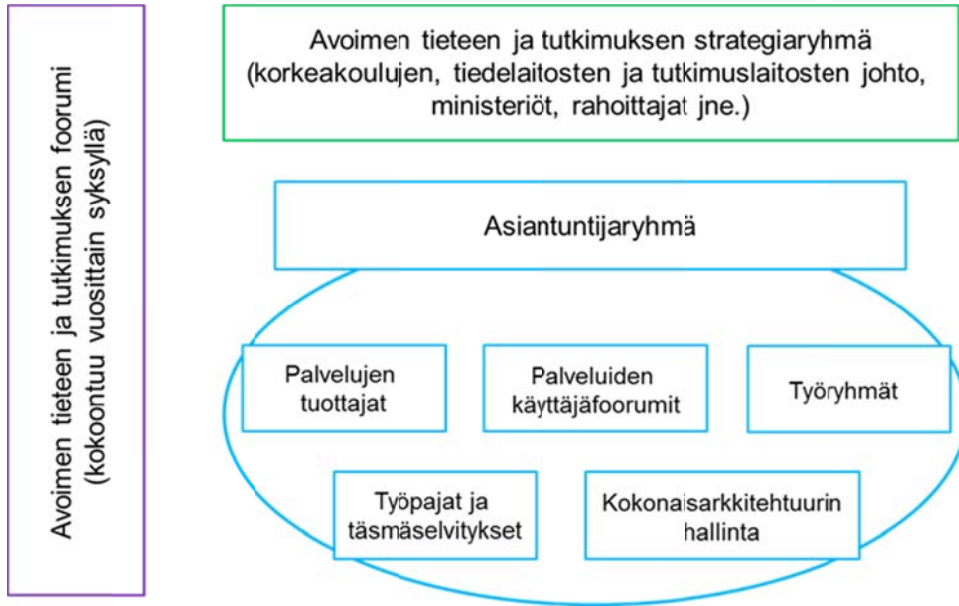 Avoimen tieteen ja tutkimuksen foorumi
(kokoontuu vuosittain syksyllä)
Avoimen tieteen ja tutkimuksen strategiaryhmä
(korkeakoulujen, tiedelaitosten ja tutkimuslaitosten johto,
ministeriöt, rahoittajat jne.)
Asiantuntijaryhmä
Palvelujen
tuottajat
Palveluiden
käyttäjäfoorumit
Työryhmät
Työpajat ja
täsmäselvitykset
Kokonaisarkkitehtuurin
hallinta